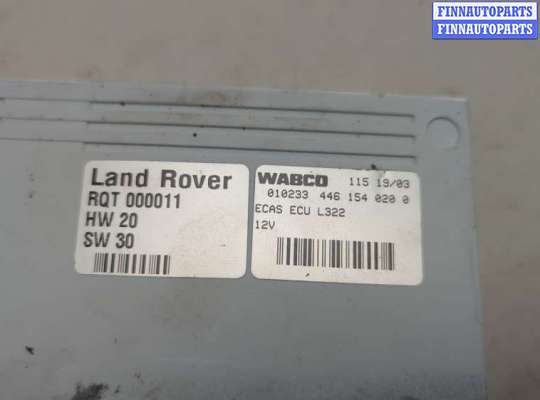 FINNAUTOPARTS
FINNAUTOPARTS
Land Rover
RQT 000011
HW 20
SW 30
WABCO 115 19/03
010233 446 154 020 0
ECAS ECU L322
12V